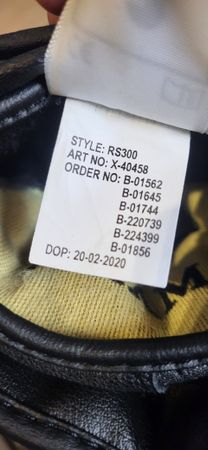 STYLE: RS300
ART NO: X-40458
ORDER NO: B-01562
B-01645
B-01744
B-220739
B-224399
B-01856
DOP: 20-02-2020